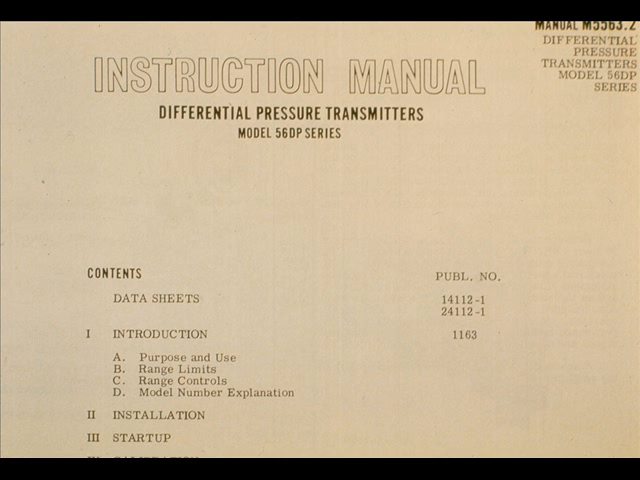 MANUAL M5563.2
DIFFERENTIAL
PRESSURE
TRANSMITTERS
MODEL 56DP
SERIES
INSTRUCTION MANUAL
DIFFERENTIAL PRESSURE TRANSMITTERS
MODEL 56DP SERIES
CONTENTS PUBL. NO.
DATA SHEETS 14112-1
24112-1
I INTRODUCTION 1163
A. Purpose and Use
B. Range Limits
C. Range Controls
D. Model Number Explanation
II INSTALLATION
III STARTUP